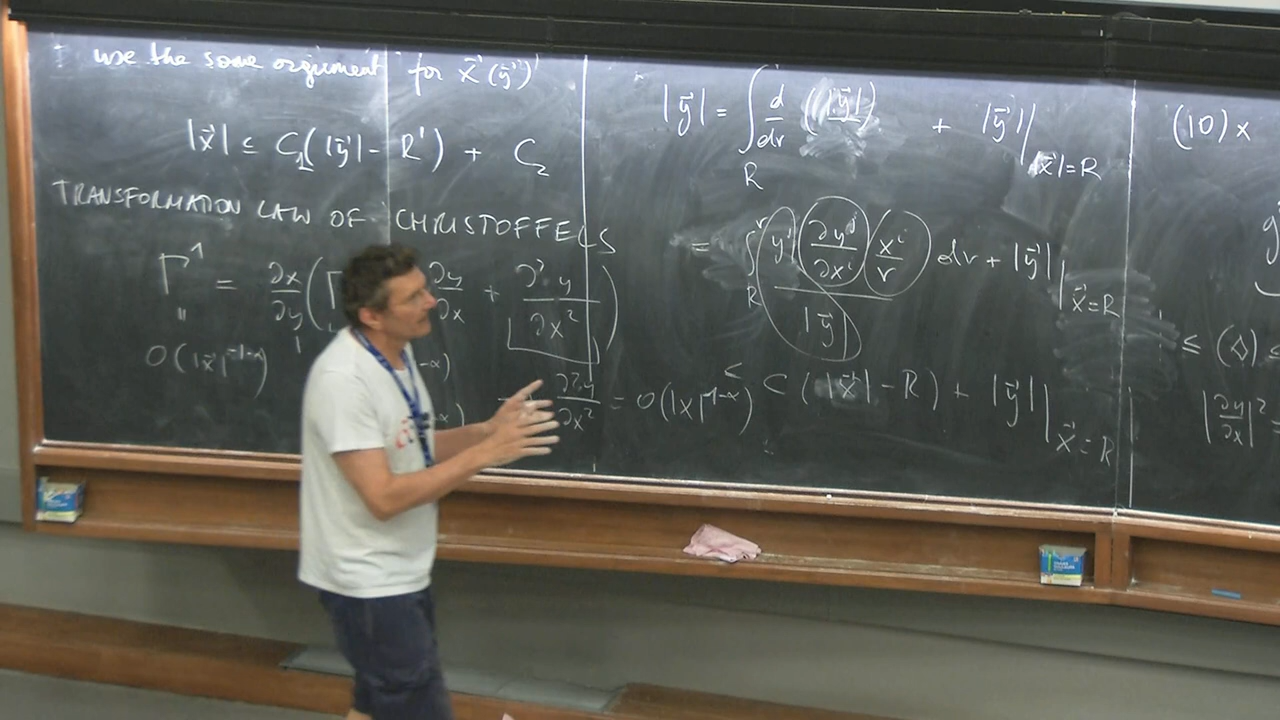 I use the same argument for x⃗(y⃗)
|x⃗| ≤ C₁(|y⃗| - R') + C₂
TRANSFORMATION LAW OF CHRISTOFFELS
Γ = ∂x/∂y (Γ ∂y/∂x + ∂²y/∂x²)
O(|x⃗|^{-1-α}) -α)
∂²y/∂x² = O(|x|^{-1-α})
|y⃗| = ∫_R d/dr (|y⃗|) + |y⃗| |_{|x⃗|=R}
= ∫_R^r y^j ∂y^j/∂x^i x^i/r / |y⃗| dr + |y⃗| |_{x⃗=R}
≤ C (|x⃗| - R) + |y⃗| |_{x⃗=R}
(10) x
≤ (◇) ≤
|∂y/∂x|² =